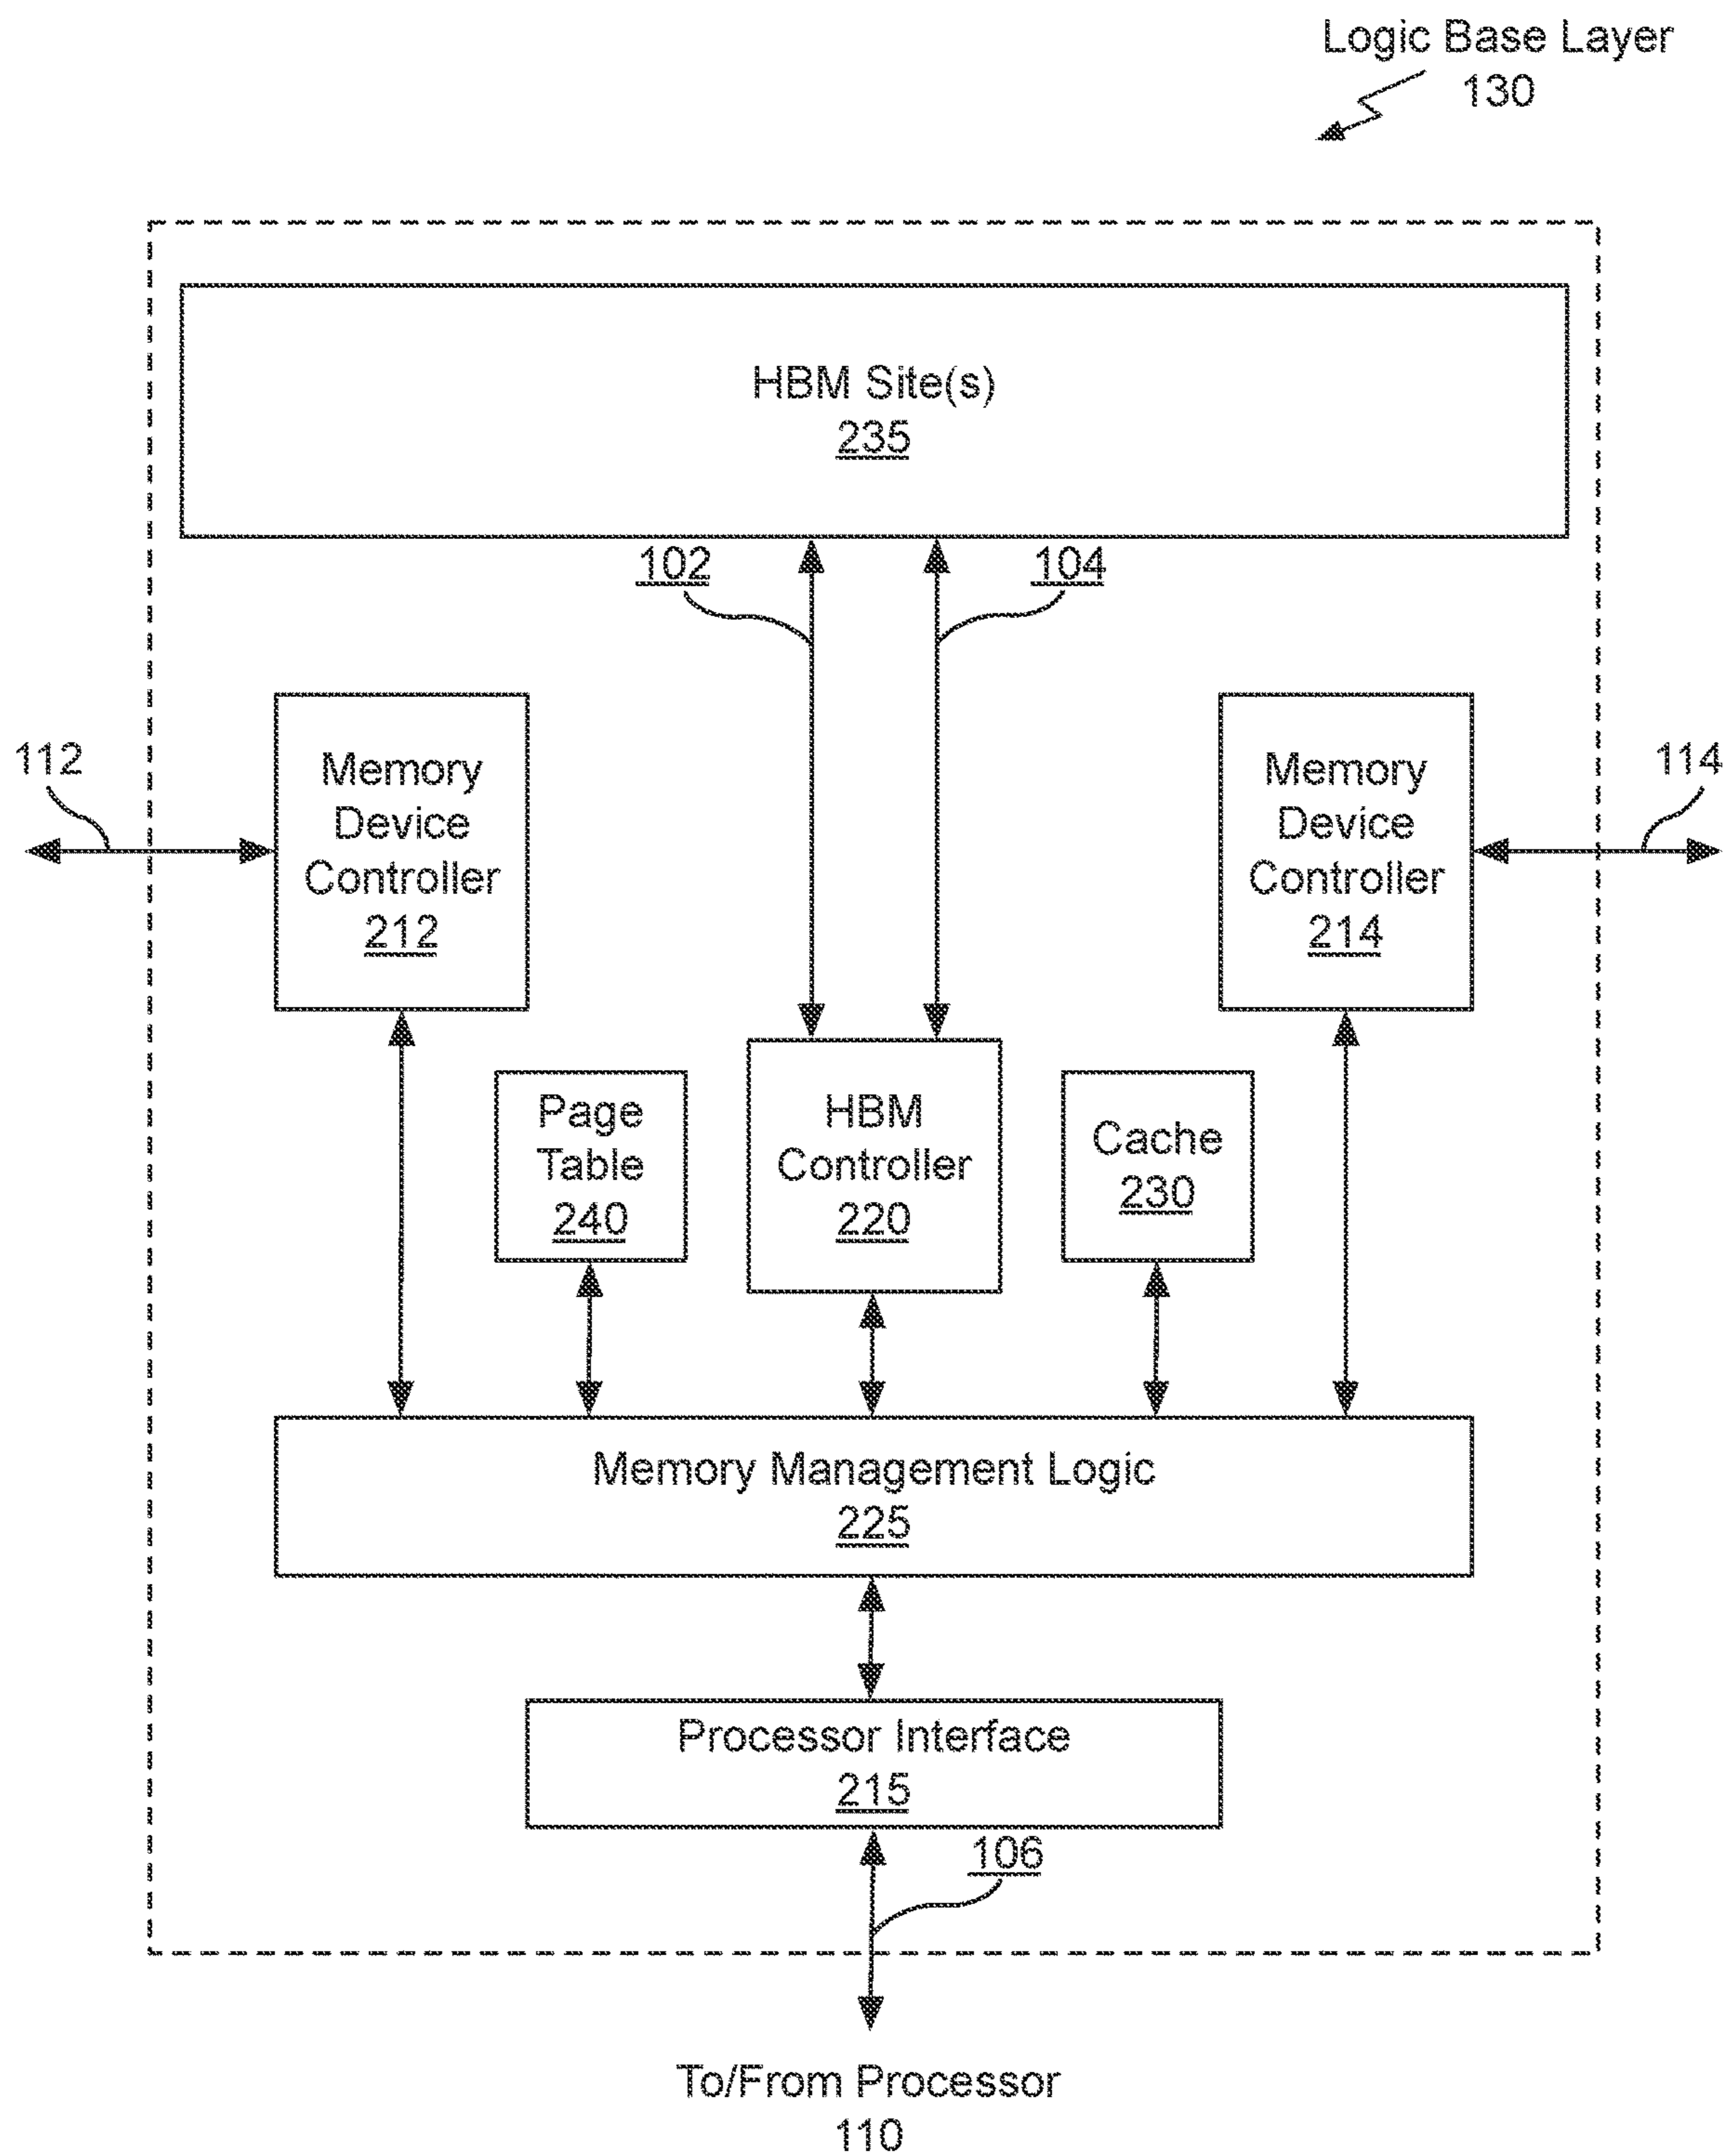 Logic Base Layer
130
HBM Site(s)
235
102
104
112
Memory
Device
Controller
212
Memory
Device
Controller
214
114
Page
Table
240
HBM
Controller
220
Cache
230
Memory Management Logic
225
Processor Interface
215
106
To/From Processor
110